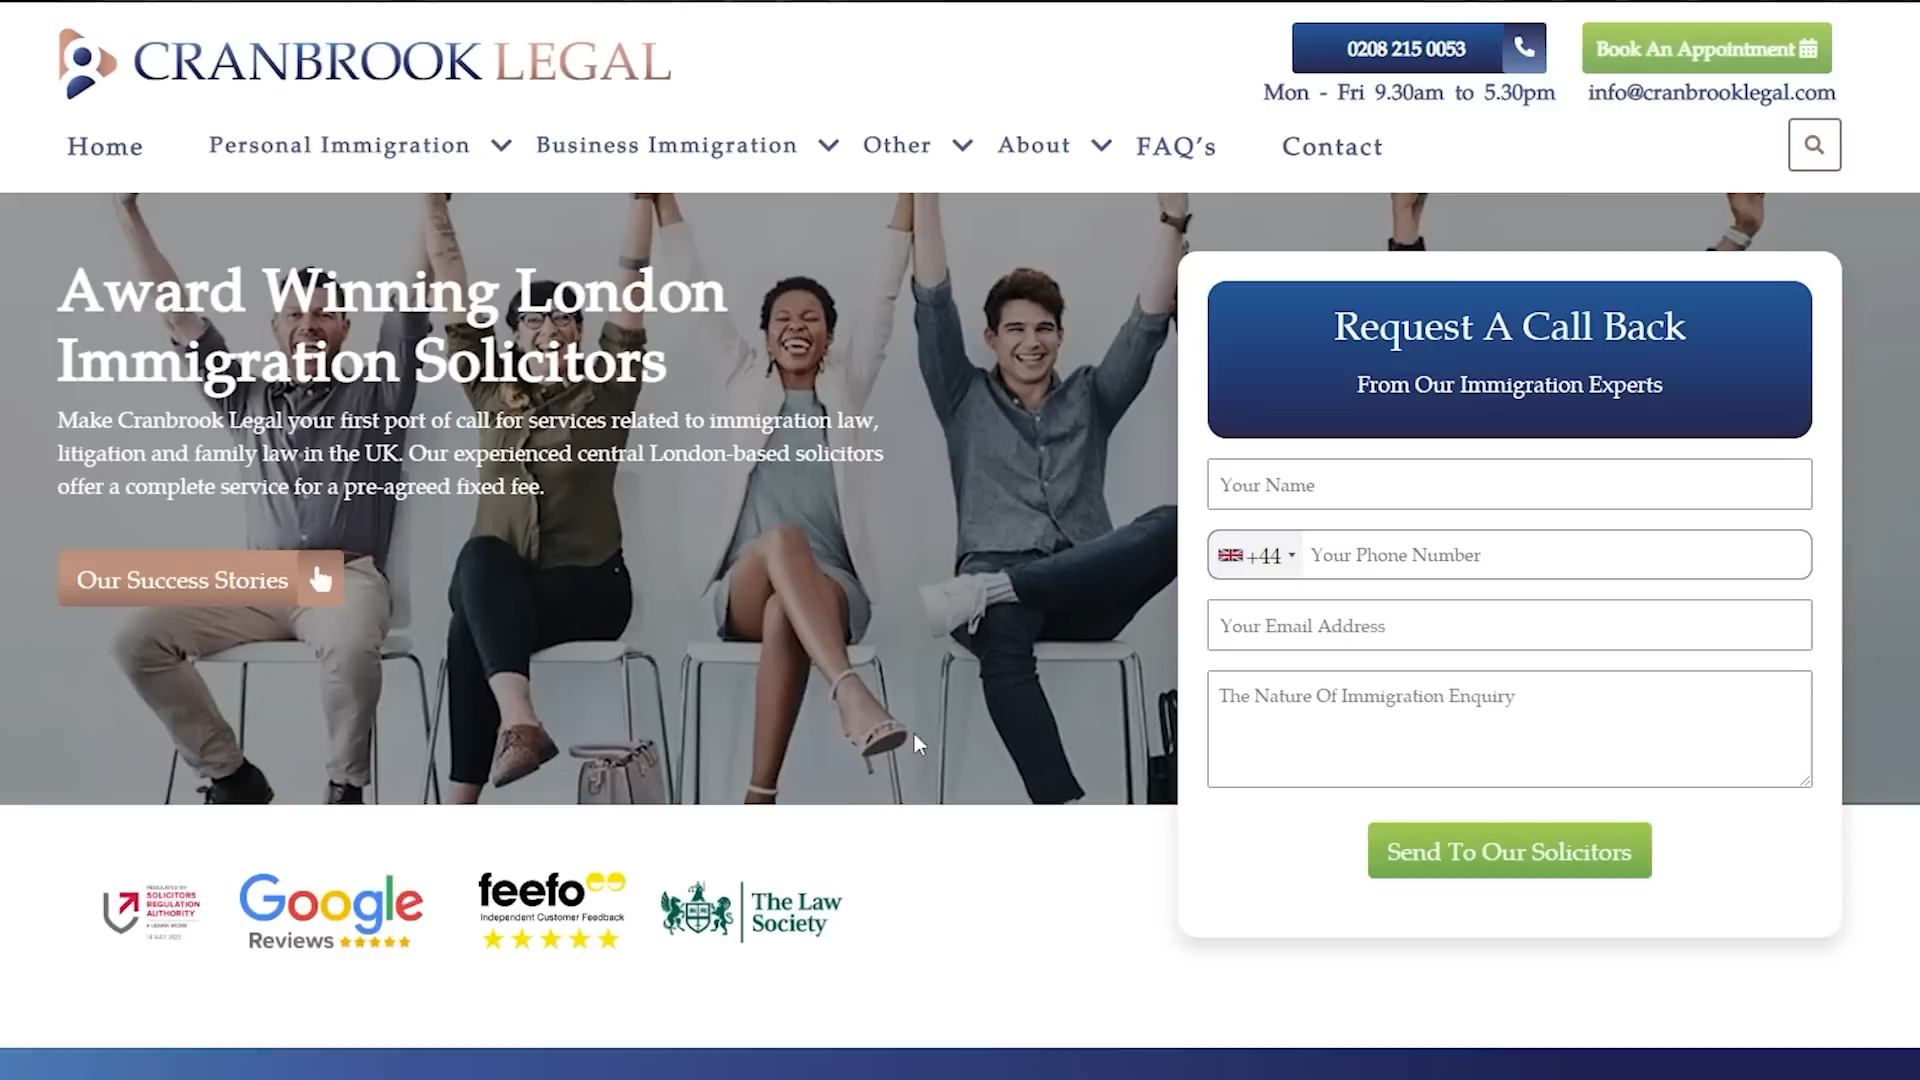 CRANBROOK LEGAL
0208 215 0053
Book An Appointment
Mon - Fri 9.30am to 5.30pm
info@cranbrooklegal.com
Home
Personal Immigration
Business Immigration
Other
About
FAQ's
Contact
Award Winning London
Immigration Solicitors
Make Cranbrook Legal your first port of call for services related to immigration law,
litigation and family law in the UK. Our experienced central London-based solicitors
offer a complete service for a pre-agreed fixed fee.
Our Success Stories
Request A Call Back
From Our Immigration Experts
Your Name
+44
Your Phone Number
Your Email Address
The Nature Of Immigration Enquiry
Send To Our Solicitors
REGULATED BY
SOLICITORS
REGULATION
AUTHORITY
Google
Reviews
feefo
Independent Customer Feedback
The Law
Society